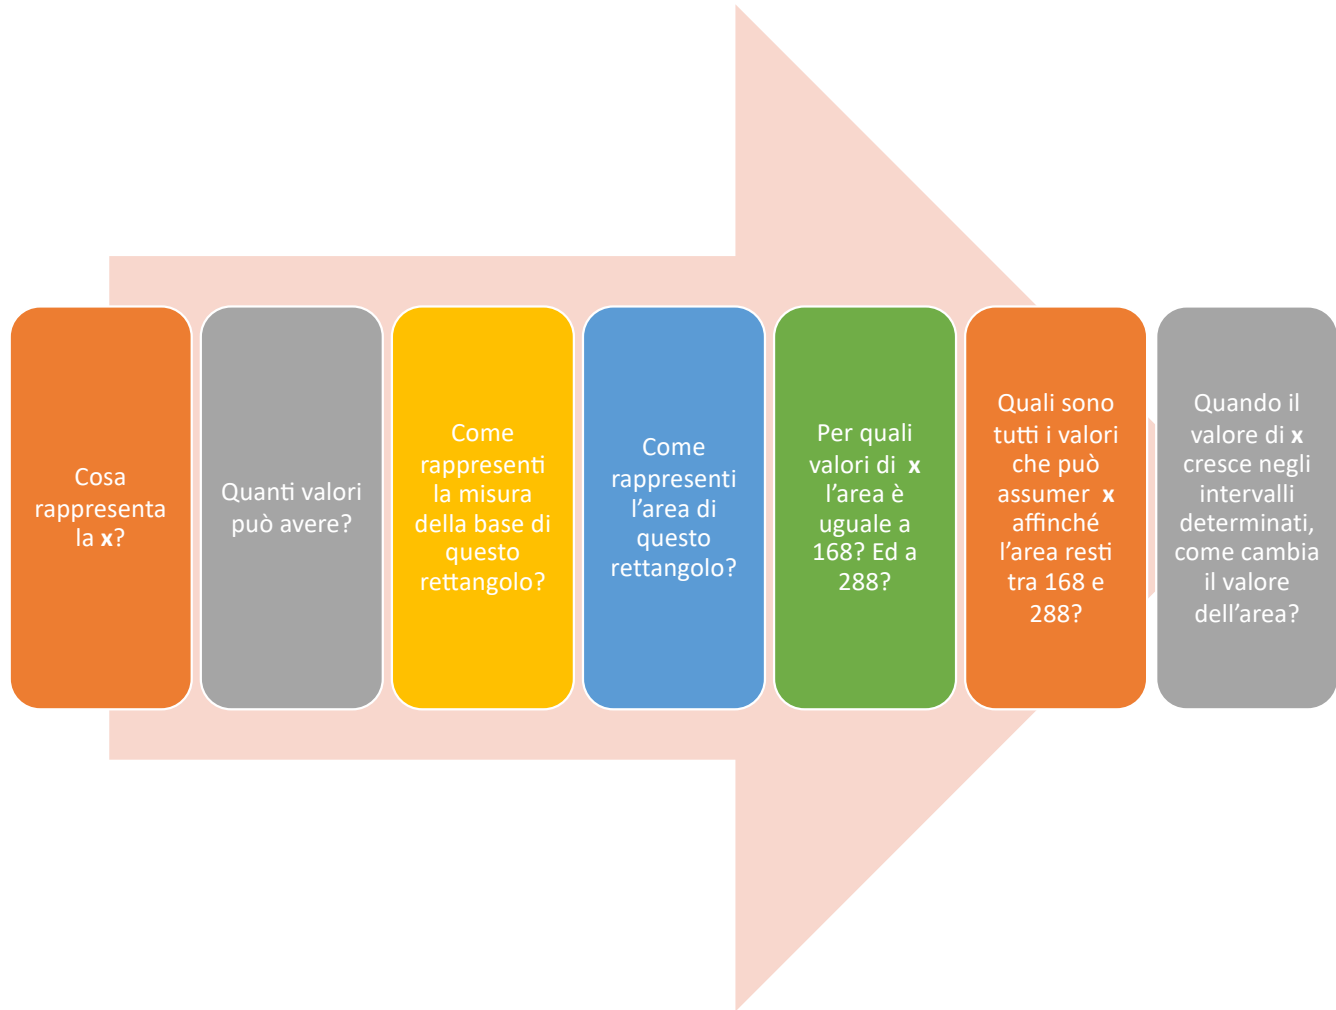 Cosa
rappresenta
la x?
Quanti valori
può avere?
Come
rappresenti
la misura
della base di
questo
rettangolo?
Come
rappresenti
l’area di
questo
rettangolo?
Per quali
valori di x
l’area è
uguale a
168? Ed a
288?
Quali sono
tutti i valori
che può
assumer x
affinché
l’area resti
tra 168 e
288?
Quando il
valore di x
cresce negli
intervalli
determinati,
come cambia
il valore
dell’area?